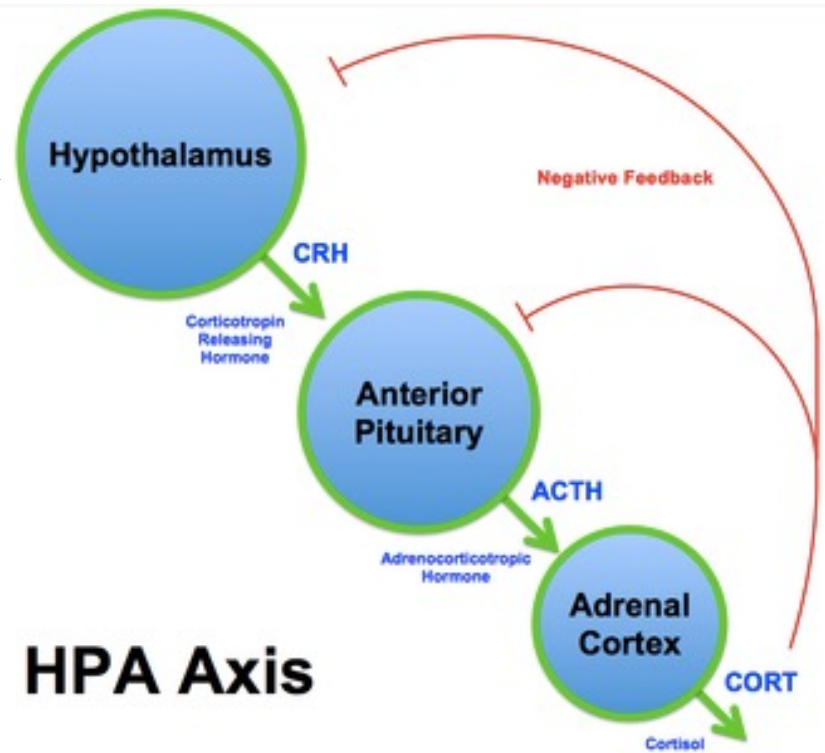 Hypothalamus
Negative Feedback
CRH
Corticotropin
Releasing
Hormone
Anterior
Pituitary
ACTH
Adrenocorticotropic
Hormone
Adrenal
Cortex
HPA Axis
CORT
Cortisol